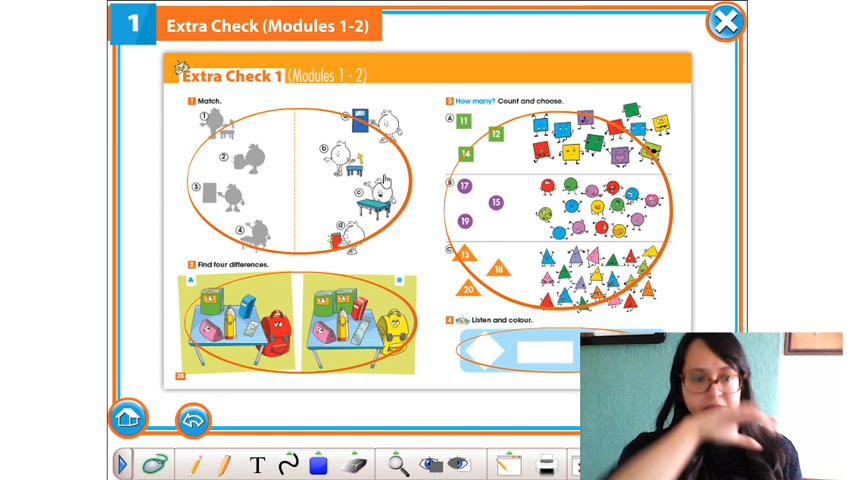 1 Extra Check (Modules 1-2)
Extra Check 1 (Modules 1 - 2)
1 Match.
1
2
3
4
a
b
c
d
2 Find four differences.
A
B
28
3 How many? Count and choose.
A 11
12
14
B 17
15
19
C 13
18
20
4 Listen and colour.
T